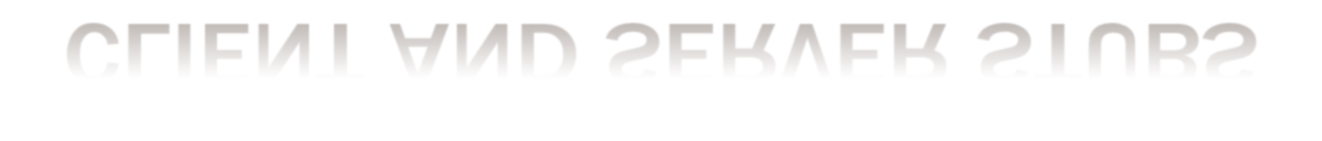 CLIENT AND SERVER STUBS